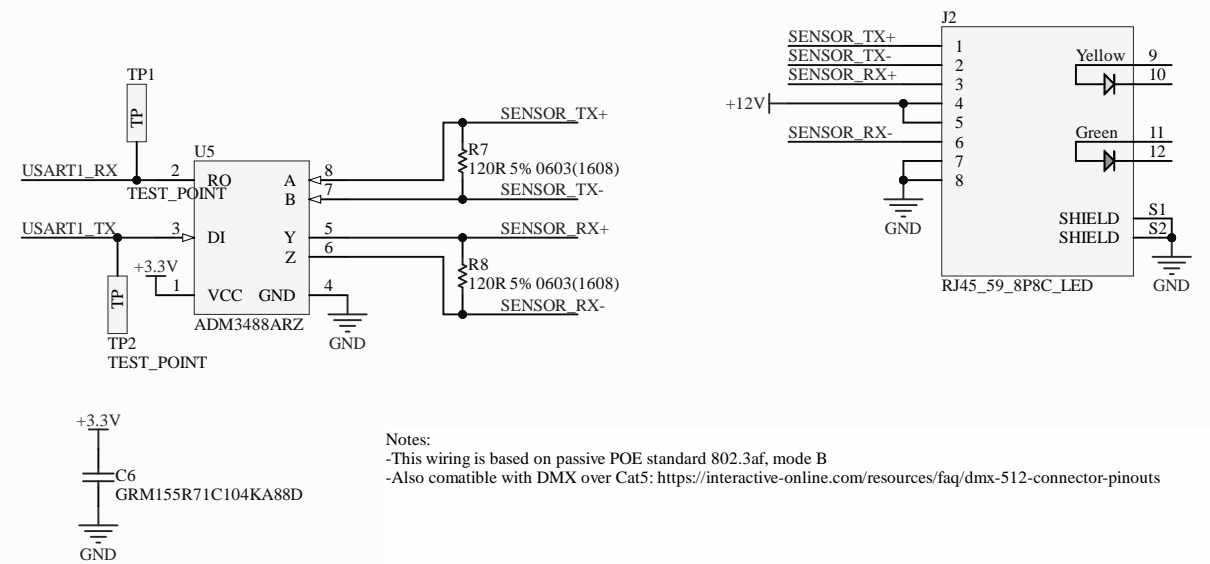 TP1
TP
USART1_RX
2
TEST_POINT
USART1_TX
3
+3.3V
1
TP
TP2
TEST_POINT
U5
RO
A
B
DI
Y
Z
VCC
GND
ADM3488ARZ
8
7
5
6
4
GND
SENSOR_TX+
R7
120R 5% 0603(1608)
SENSOR_TX-
SENSOR_RX+
R8
120R 5% 0603(1608)
SENSOR_RX-
J2
SENSOR_TX+
SENSOR_TX-
SENSOR_RX+
+12V
SENSOR_RX-
GND
1
2
3
4
5
6
7
8
Yellow
9
10
Green
11
12
SHIELD
S1
SHIELD
S2
GND
RJ45_59_8P8C_LED
+3.3V
C6
GRM155R71C104KA88D
GND
Notes:
-This wiring is based on passive POE standard 802.3af, mode B
-Also comatible with DMX over Cat5: https://interactive-online.com/resources/faq/dmx-512-connector-pinouts